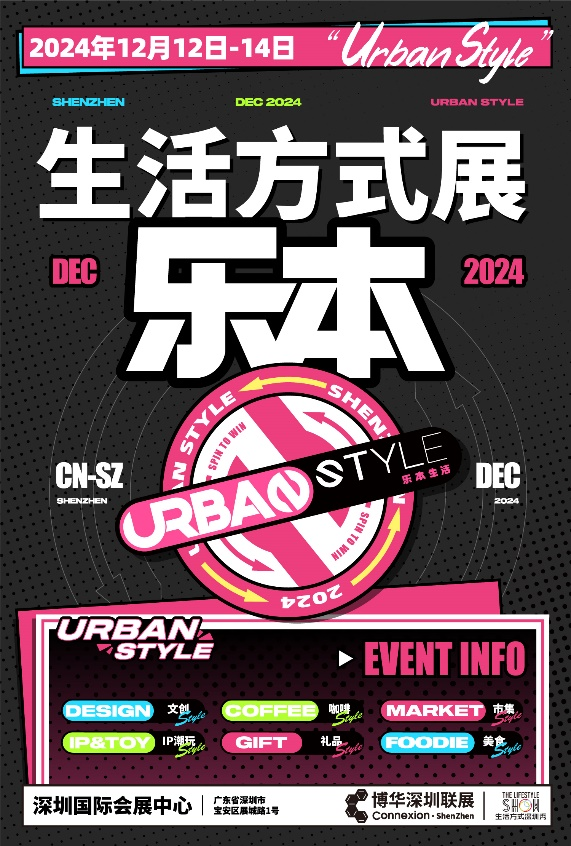 2024年12月12日-14日
“Urban Style”
SHENZHEN DEC 2024 URBAN STYLE
生活方式展
乐本
DEC 2024
URBAN STYLE SHENZHEN 2024
SPIN TO WIN
SPIN TO WIN
URBAN STYLE
乐本生活
CN-SZ
SHENZHEN
DEC
2024
URBAN
STYLE
EVENT INFO
DESIGN 文创 Style
COFFEE 咖啡 Style
MARKET 市集 Style
IP&TOY IP潮玩 Style
GIFT 礼品 Style
FOODIE 美食 Style
深圳国际会展中心
广东省深圳市
宝安区展城路1号
博华深圳联展
Connexion·ShenZhen
THE LIFESTYLE
SHOW
生活方式深圳秀